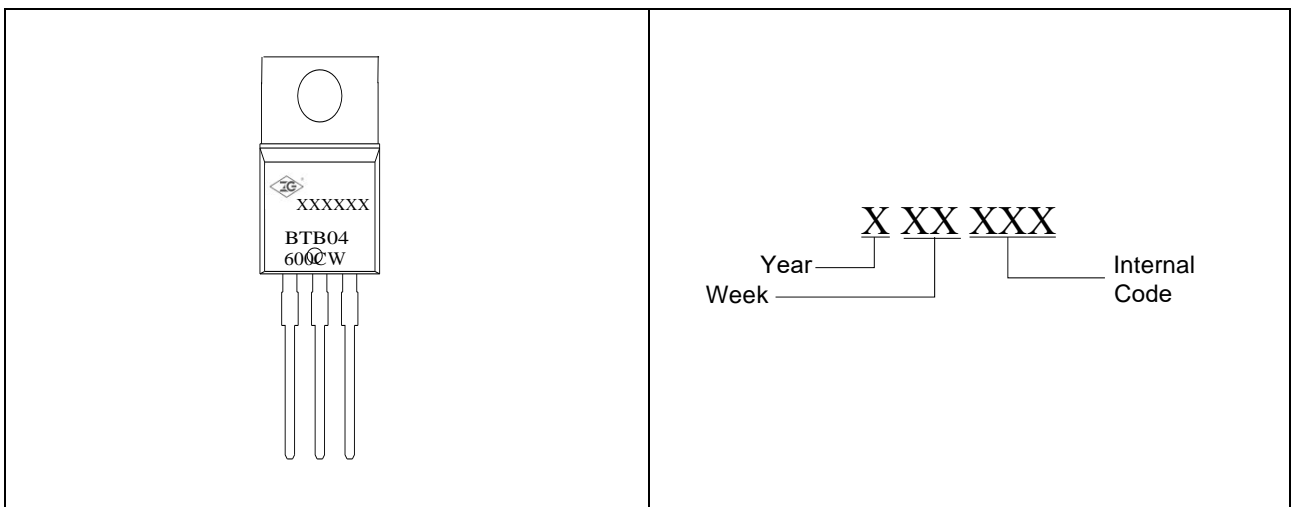 XXXXXX
BTB04
600CW
X XX XXX
Year
Week
Internal
Code